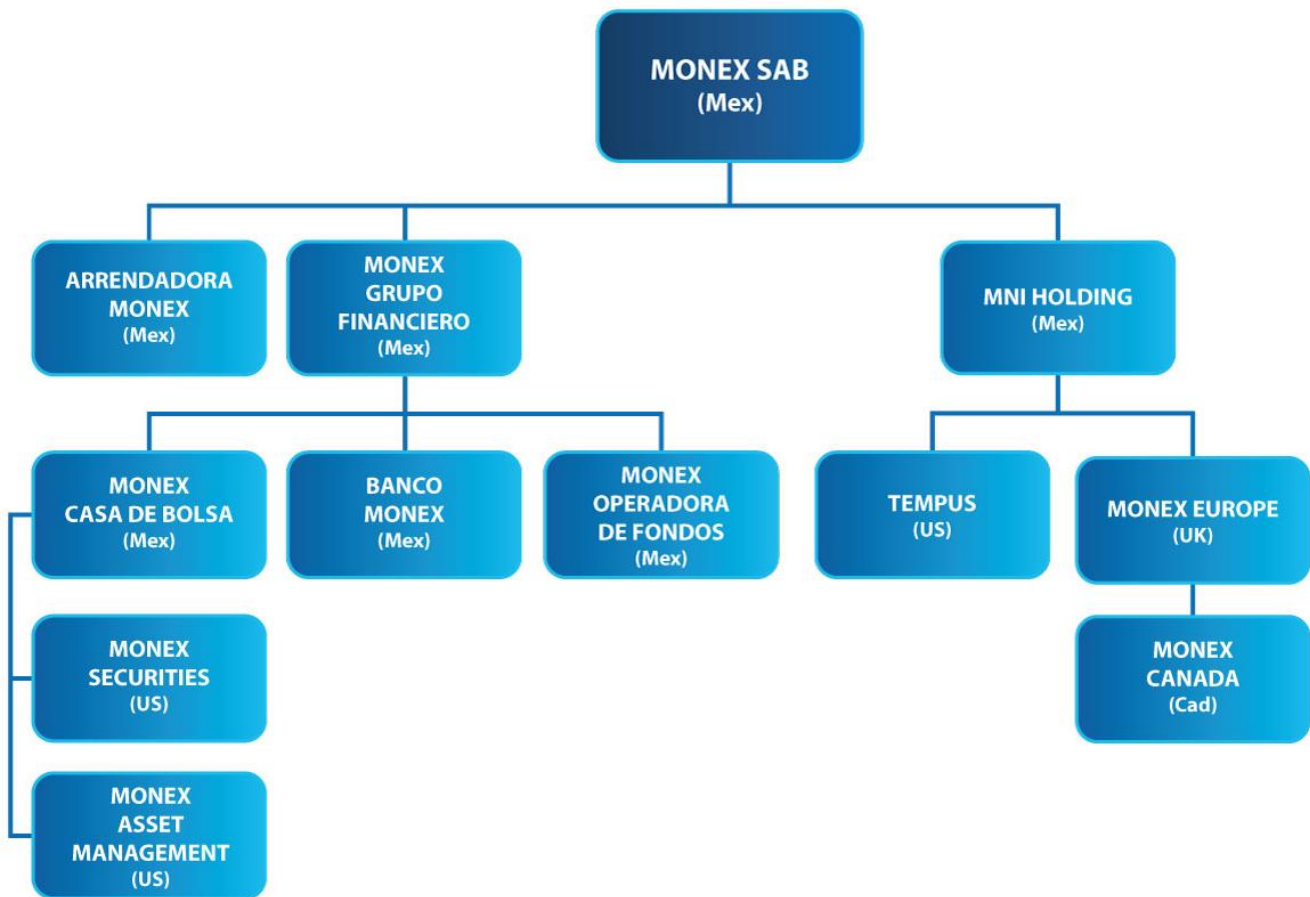 MONEX SAB
(Mex)
ARRENDADORA
MONEX
(Mex)
MONEX
GRUPO
FINANCIERO
(Mex)
MNI HOLDING
(Mex)
MONEX
CASA DE BOLSA
(Mex)
BANCO
MONEX
(Mex)
MONEX
OPERADORA
DE FONDOS
(Mex)
TEMPUS
(US)
MONEX EUROPE
(UK)
MONEX
SECURITIES
(US)
MONEX
CANADA
(Cad)
MONEX
ASSET
MANAGEMENT
(US)